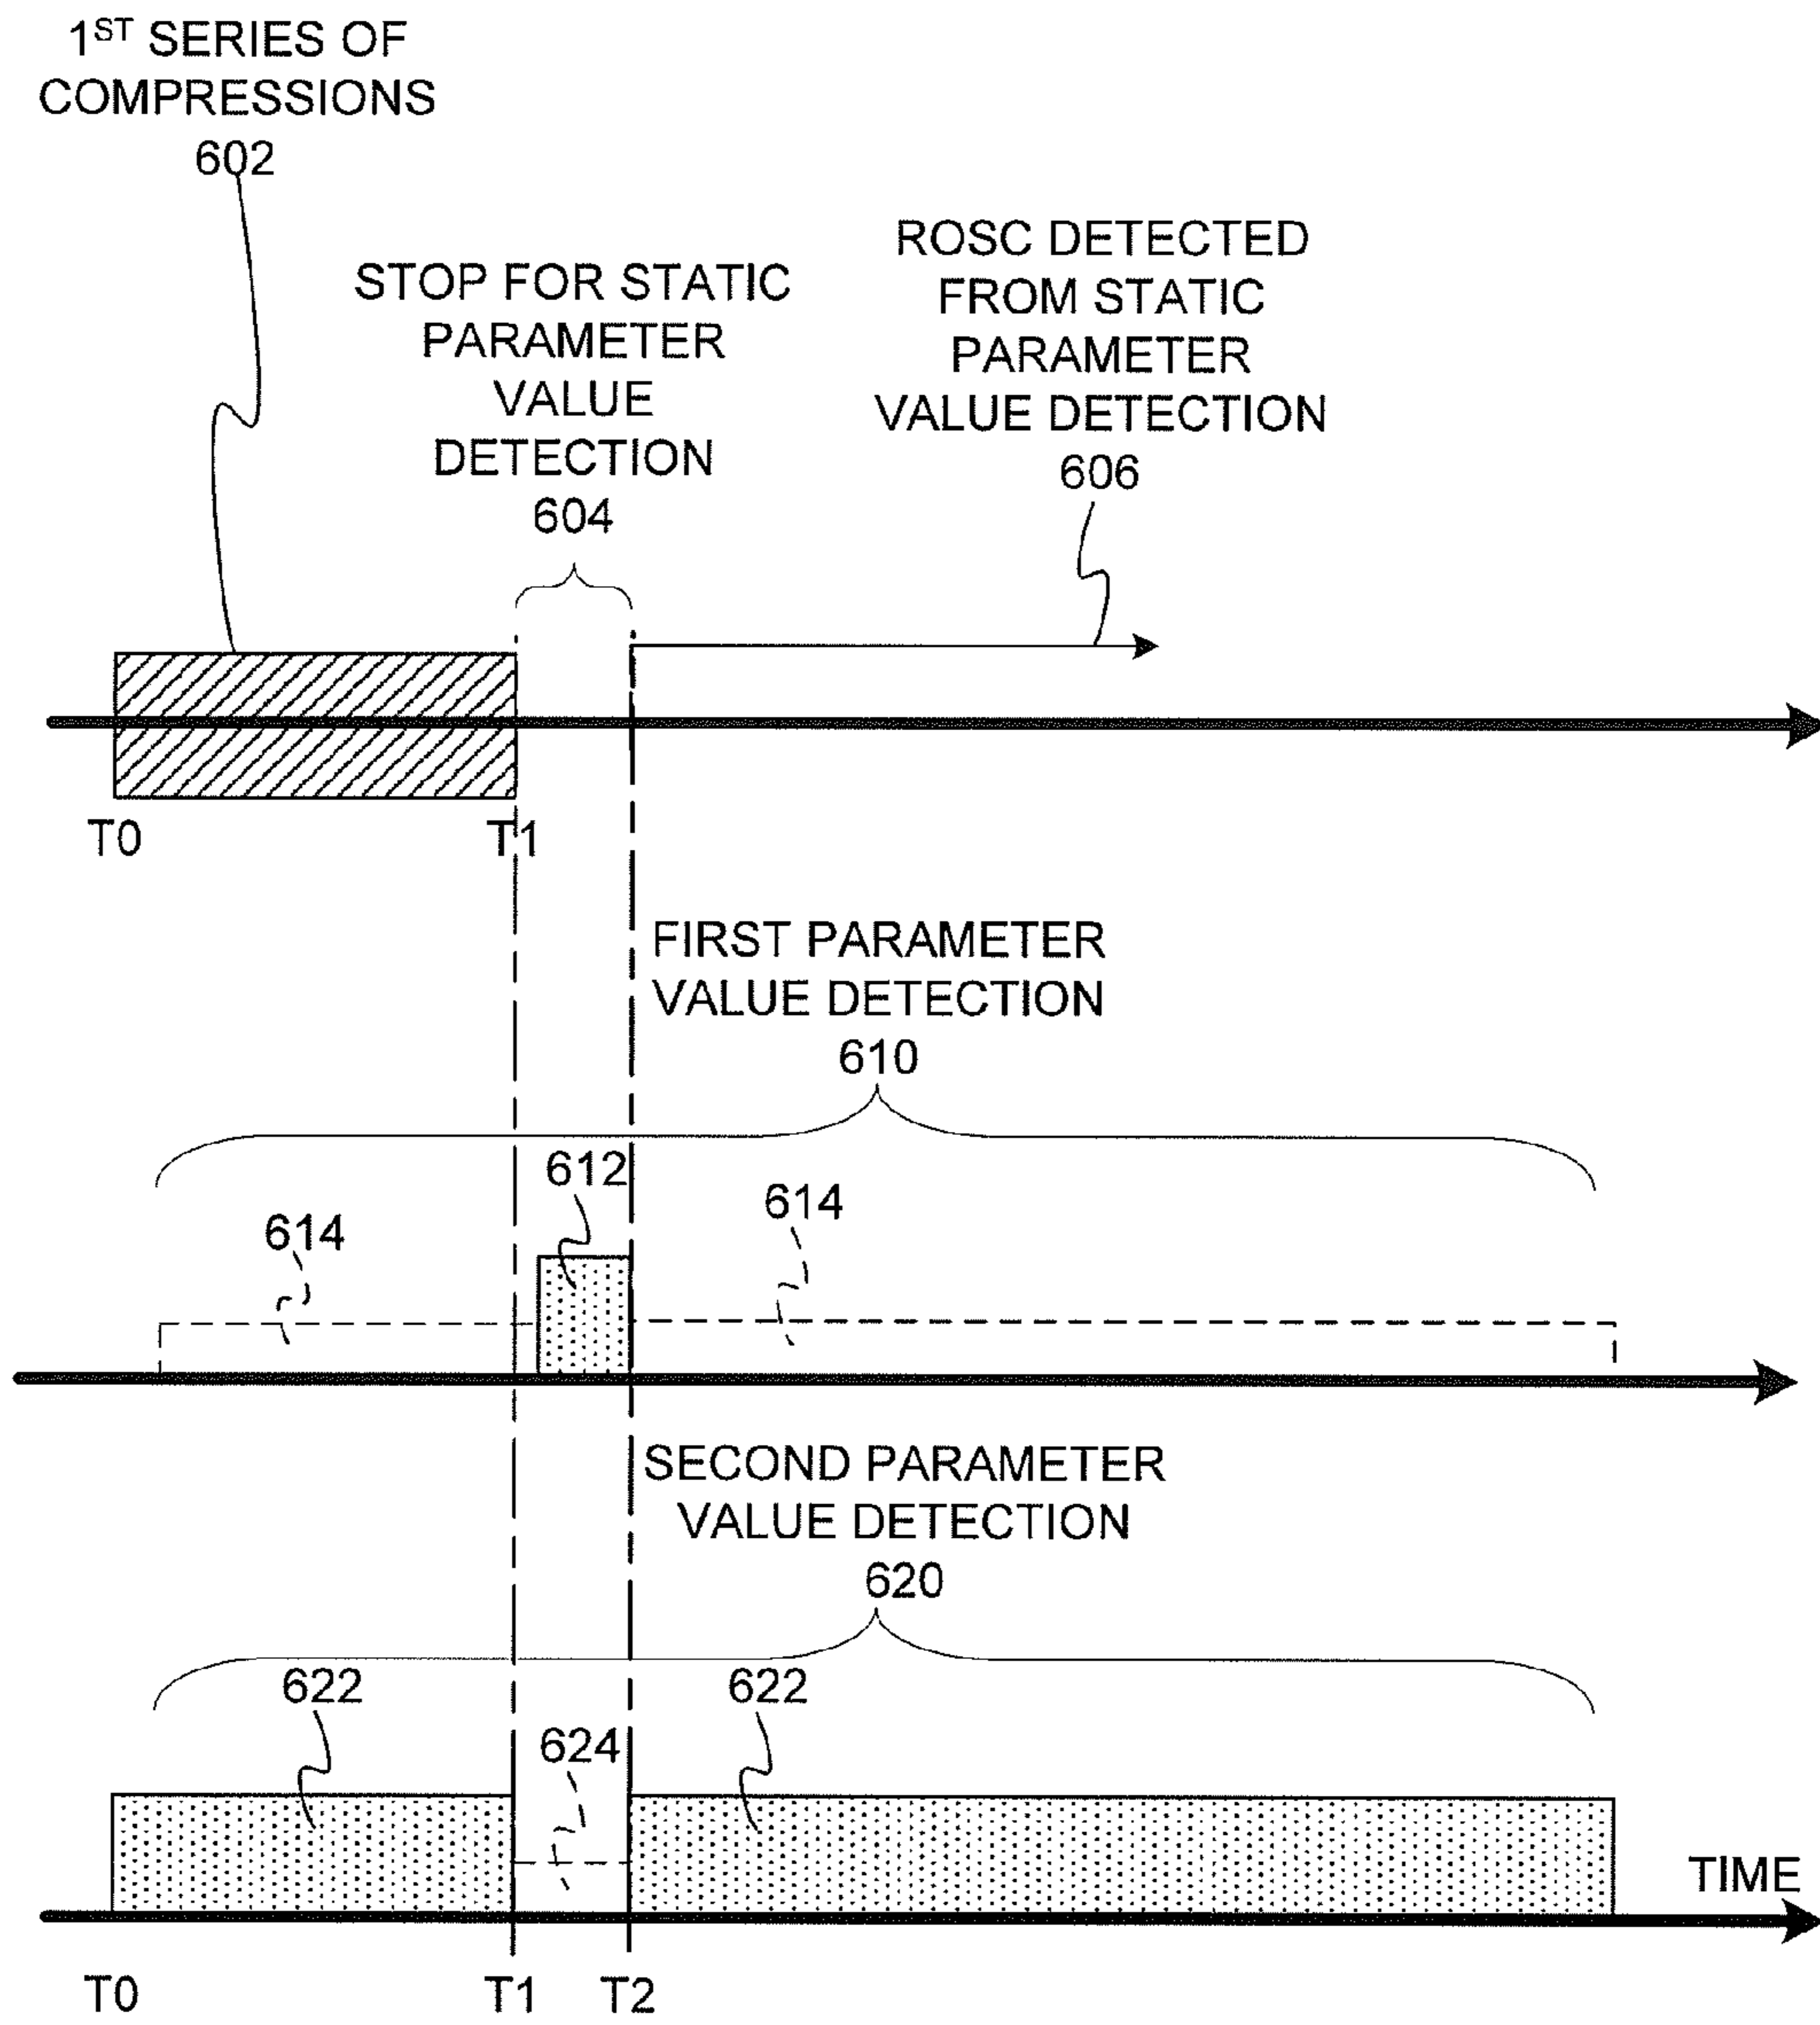 1ST SERIES OF
COMPRESSIONS
602
STOP FOR STATIC
PARAMETER
VALUE
DETECTION
604
ROSC DETECTED
FROM STATIC
PARAMETER
VALUE DETECTION
606
T0
T1
FIRST PARAMETER
VALUE DETECTION
610
612
614
614
SECOND PARAMETER
VALUE DETECTION
620
622
624
622
TIME
T0
T1
T2